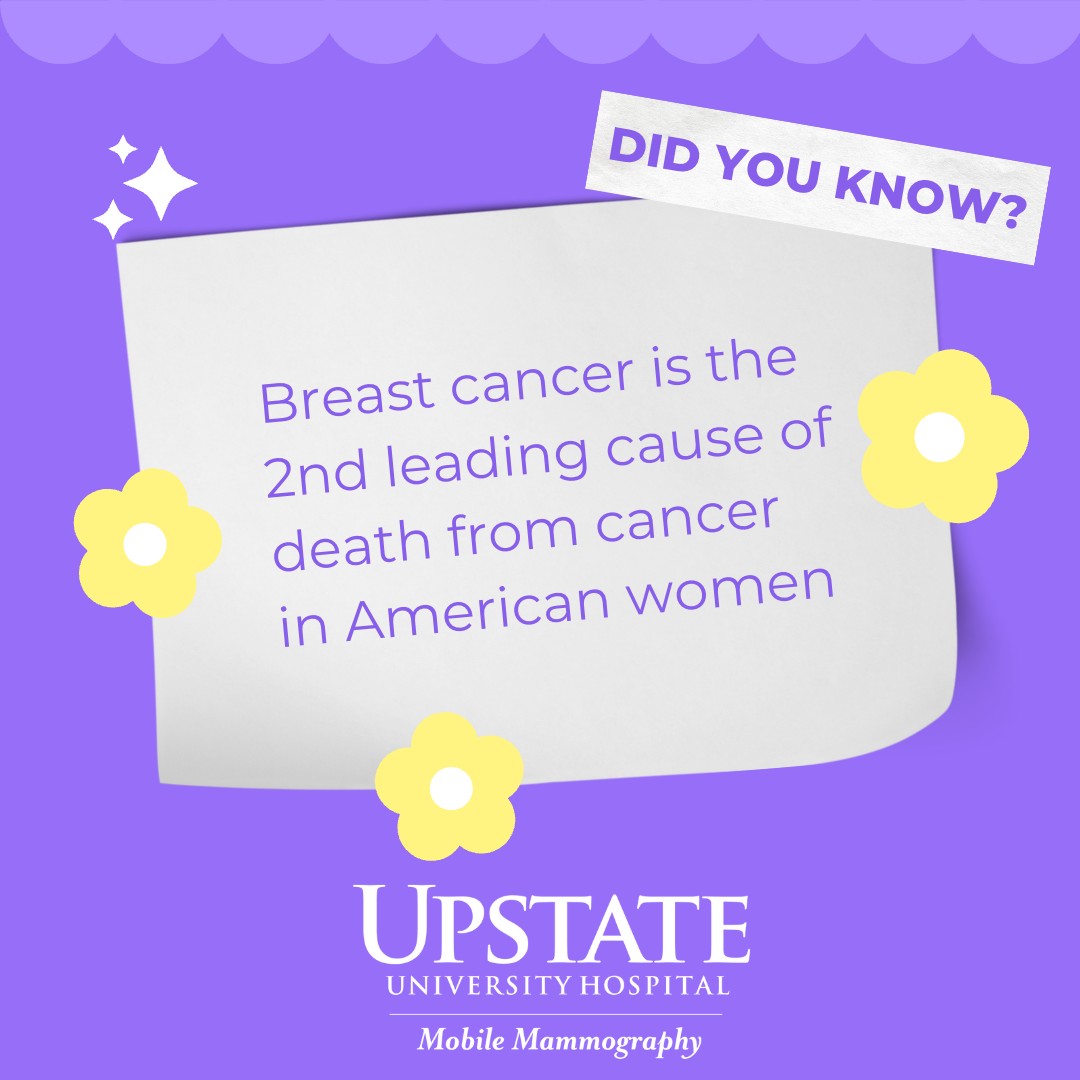 DID YOU KNOW?
Breast cancer is the
2nd leading cause of
death from cancer
in American women
UPSTATE
UNIVERSITY HOSPITAL
Mobile Mammography